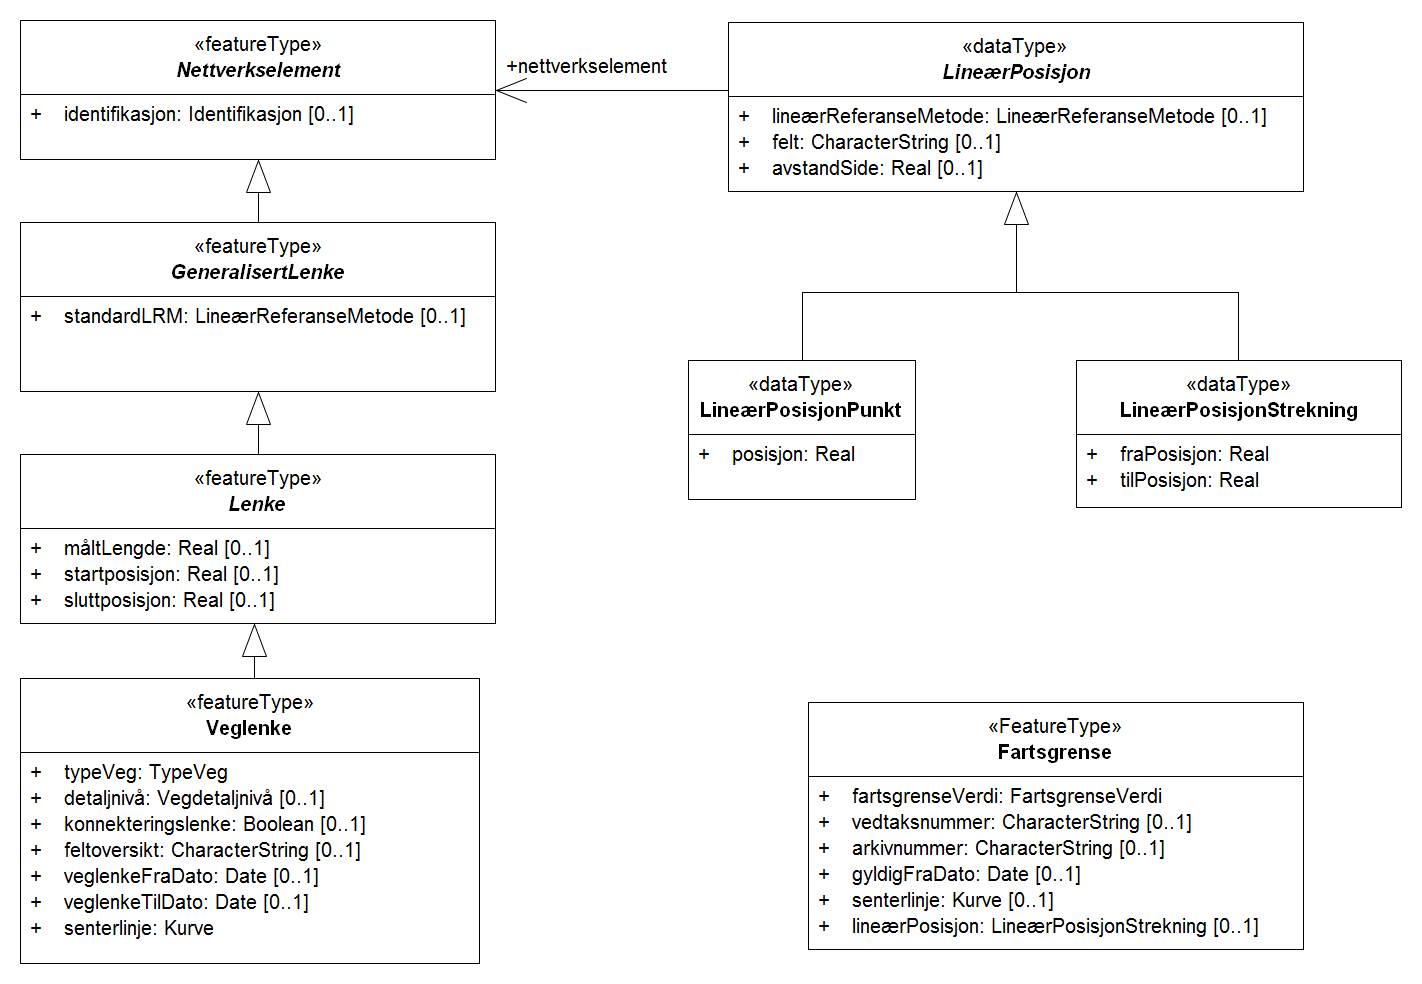 «featureType»
Nettverkselement
+ identifikasjon: Identifikasjon [0..1]
+nettverkselement
«dataType»
LineærPosisjon
+ lineærReferanseMetode: LineærReferanseMetode [0..1]
+ felt: CharacterString [0..1]
+ avstandSide: Real [0..1]
«featureType»
GeneralisertLenke
+ standardLRM: LineærReferanseMetode [0..1]
«dataType»
LineærPosisjonPunkt
+ posisjon: Real
«dataType»
LineærPosisjonStrekning
+ fraPosisjon: Real
+ tilPosisjon: Real
«featureType»
Lenke
+ måltLengde: Real [0..1]
+ startposisjon: Real [0..1]
+ sluttposisjon: Real [0..1]
«featureType»
Veglenke
+ typeVeg: TypeVeg
+ detaljnivå: Vegdetaljnivå [0..1]
+ konnekteringslenke: Boolean [0..1]
+ feltoversikt: CharacterString [0..1]
+ veglenkeFraDato: Date [0..1]
+ veglenkeTilDato: Date [0..1]
+ senterlinje: Kurve
«FeatureType»
Fartsgrense
+ fartsgrenseVerdi: FartsgrenseVerdi
+ vedtaksnummer: CharacterString [0..1]
+ arkivnummer: CharacterString [0..1]
+ gyldigFraDato: Date [0..1]
+ senterlinje: Kurve [0..1]
+ lineærPosisjon: LineærPosisjonStrekning [0..1]